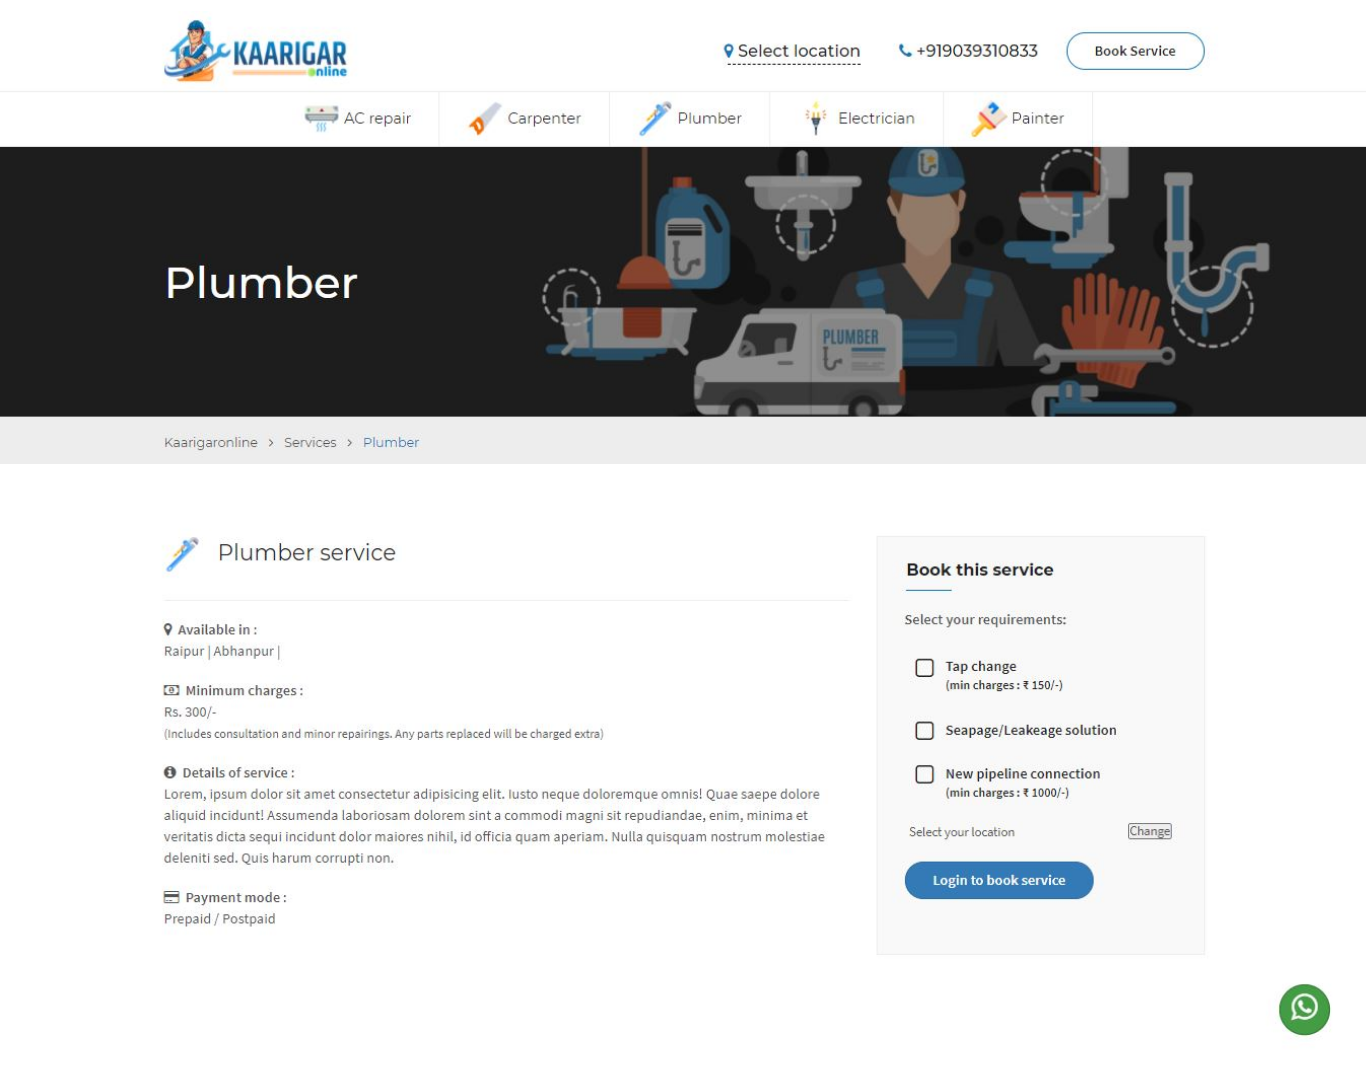 KAARIGAR
online
Select location
+919039310833
Book Service
AC repair
Carpenter
Plumber
Electrician
Painter
Plumber
PLUMBER
Kaarigaronline > Services > Plumber
Plumber service
Available in :
Raipur | Abhanpur |
Minimum charges :
Rs. 300/-
(Includes consultation and minor repairings. Any parts replaced will be charged extra)
Details of service :
Lorem, ipsum dolor sit amet consectetur adipisicing elit. Iusto neque doloremque omnis! Quae saepe dolore
aliquid incidunt! Assumenda laboriosam dolorem sint a commodi magni sit repudiandae, enim, minima et
veritatis dicta sequi incidunt dolor maiores nihil, id officia quam aperiam. Nulla quisquam nostrum molestiae
deleniti sed. Quis harum corrupti non.
Payment mode :
Prepaid / Postpaid
Book this service
Select your requirements:
Tap change
(min charges : ₹ 150/-)
Seapage/Leakeage solution
New pipeline connection
(min charges : ₹ 1000/-)
Select your location
Change
Login to book service